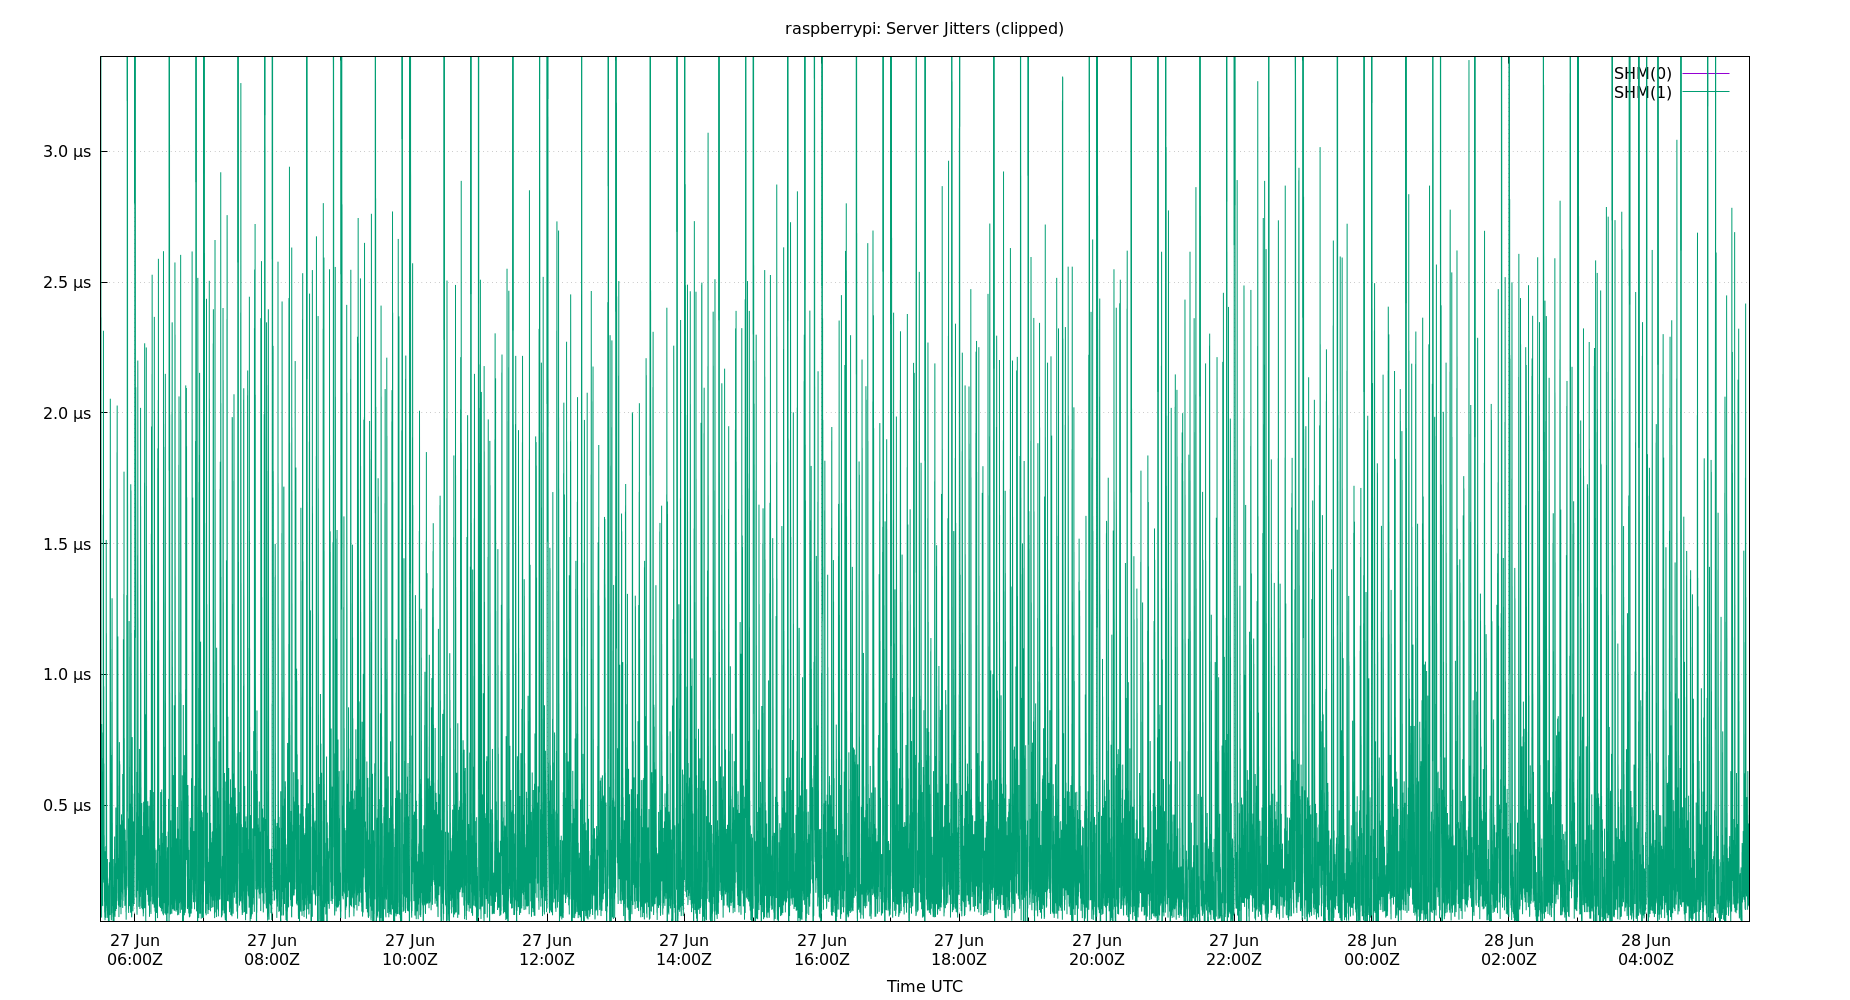 raspberrypi: Server Jitters (clipped)
SHM(0)
SHM(1)
3.0 µs
2.5 µs
2.0 µs
1.5 µs
1.0 µs
0.5 µs
27 Jun 27 Jun 27 Jun 27 Jun 27 Jun 27 Jun 27 Jun 27 Jun 27 Jun 28 Jun 28 Jun 28 Jun
06:00Z 08:00Z 10:00Z 12:00Z 14:00Z 16:00Z 18:00Z 20:00Z 22:00Z 00:00Z 02:00Z 04:00Z
Time UTC